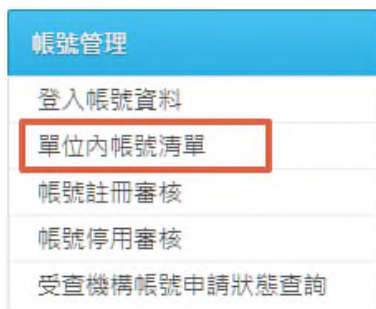 帳號管理
登入帳號資料
單位內帳號清單
帳號註冊審核
帳號停用審核
受查機構帳號申請狀態查詢